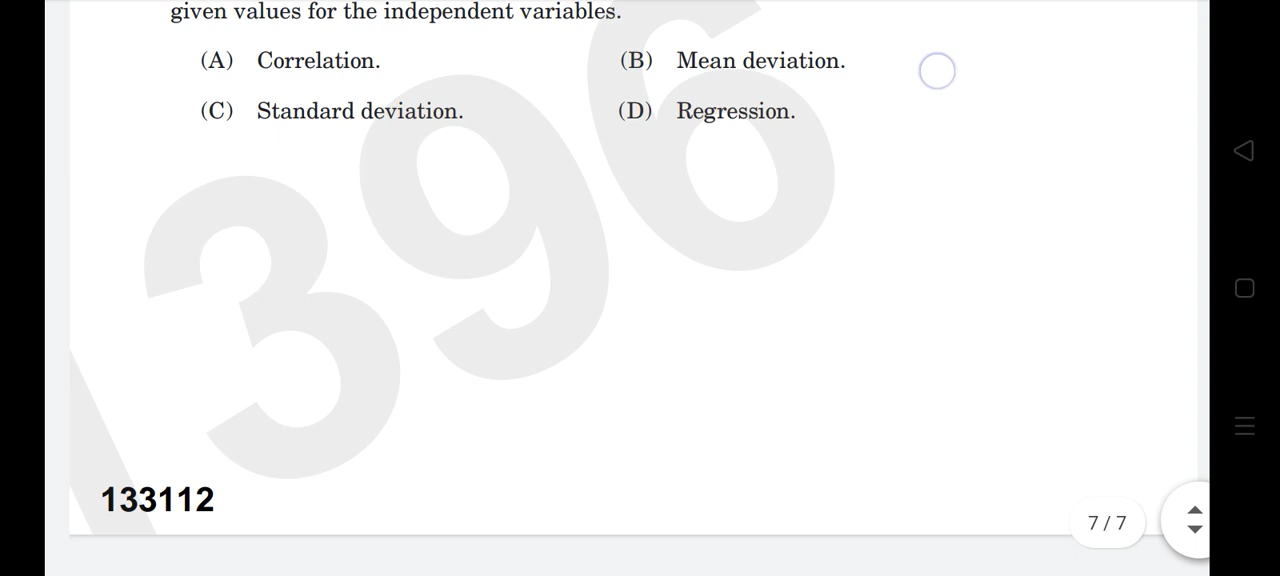 given values for the independent variables.
(A) Correlation.
(B) Mean deviation.
(C) Standard deviation.
(D) Regression.
396
133112
7 / 7